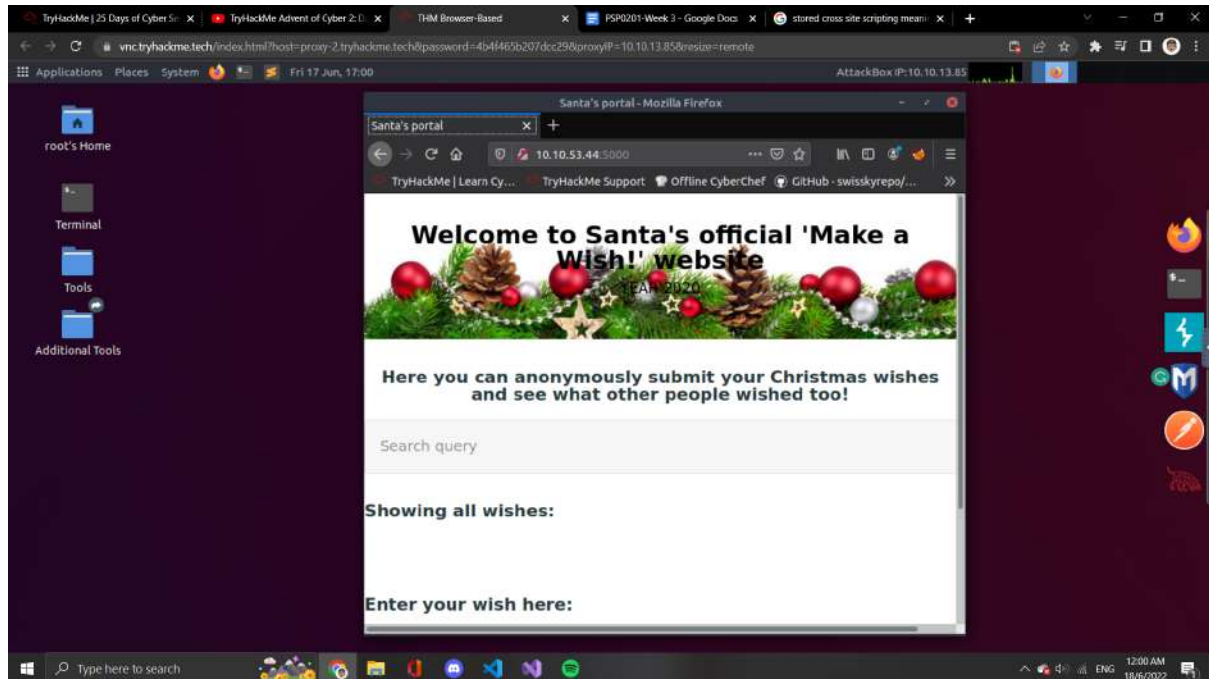 TryHackMe | 25 Days of Cyber Se
TryHackMe Advent of Cyber 2: D
THM Browser-Based
PSP0201-Week 3 - Google Docs
stored cross site scripting meani
vnc.tryhackme.tech/index.html?host=proxy-2.tryhackme.tech&password=4b4f465b207dcc29&proxyIP=10.10.13.85&resize=remote
Applications Places System Fri 17 Jun, 17:00 AttackBox IP:10.10.13.85
Santa's portal - Mozilla Firefox
Santa's portal
10.10.53.44:5000
TryHackMe | Learn Cy... TryHackMe Support Offline CyberChef GitHub - swisskyrepo/...
root's Home
Terminal
Tools
Additional Tools
Welcome to Santa's official 'Make a
Wish!' website
YEAR 2020
Here you can anonymously submit your Christmas wishes
and see what other people wished too!
Search query
Showing all wishes:
Enter your wish here:
Type here to search
ENG
12:00 AM
18/6/2022